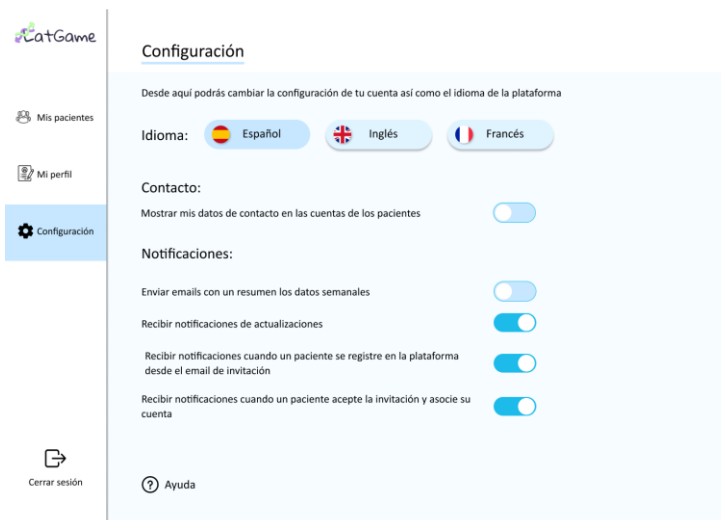 CatGame
Mis pacientes
Mi perfil
Configuración
Cerrar sesión
Configuración
Desde aquí podrás cambiar la configuración de tu cuenta así como el idioma de la plataforma
Idioma:
Español
Inglés
Francés
Contacto:
Mostrar mis datos de contacto en las cuentas de los pacientes
Notificaciones:
Enviar emails con un resumen los datos semanales
Recibir notificaciones de actualizaciones
Recibir notificaciones cuando un paciente se registre en la plataforma
desde el email de invitación
Recibir notificaciones cuando un paciente acepte la invitación y asocie su
cuenta
? Ayuda